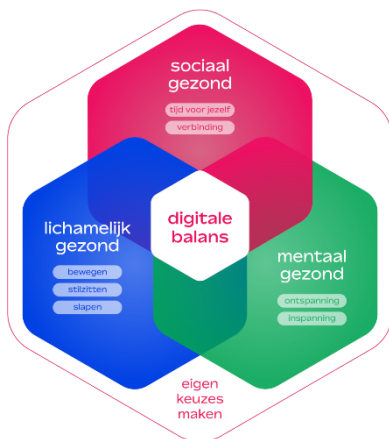 sociaal
gezond
tijd voor jezelf
verbinding
lichamelijk
gezond
bewegen
stilzitten
slapen
digitale
balans
mentaal
gezond
ontspanning
inspanning
eigen
keuzes
maken